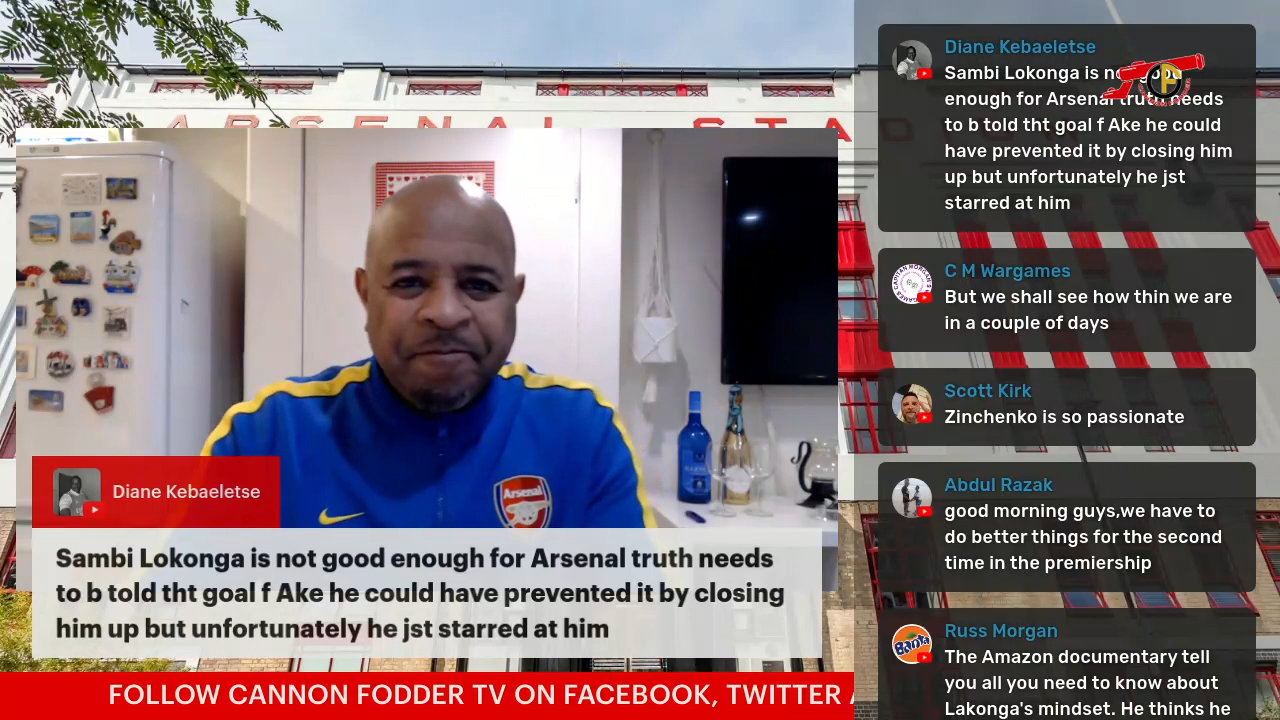 ARSENAL STA
Arsenal
Diane Kebaeletse
Sambi Lokonga is not good enough for Arsenal truth needs
to b told tht goal f Ake he could have prevented it by closing
him up but unfortunately he jst starred at him
FOLLOW CANNON FODDER TV ON FACEBOOK, TWITTER
Diane Kebaeletse
Sambi Lokonga is not good
enough for Arsenal truth needs
to b told tht goal f Ake he could
have prevented it by closing him
up but unfortunately he jst
starred at him
C M Wargames
But we shall see how thin we are
in a couple of days
Scott Kirk
Zinchenko is so passionate
Abdul Razak
good morning guys,we have to
do better things for the second
time in the premiership
Russ Morgan
The Amazon documentary tell
you all you need to know about
Lakonga's mindset. He thinks he